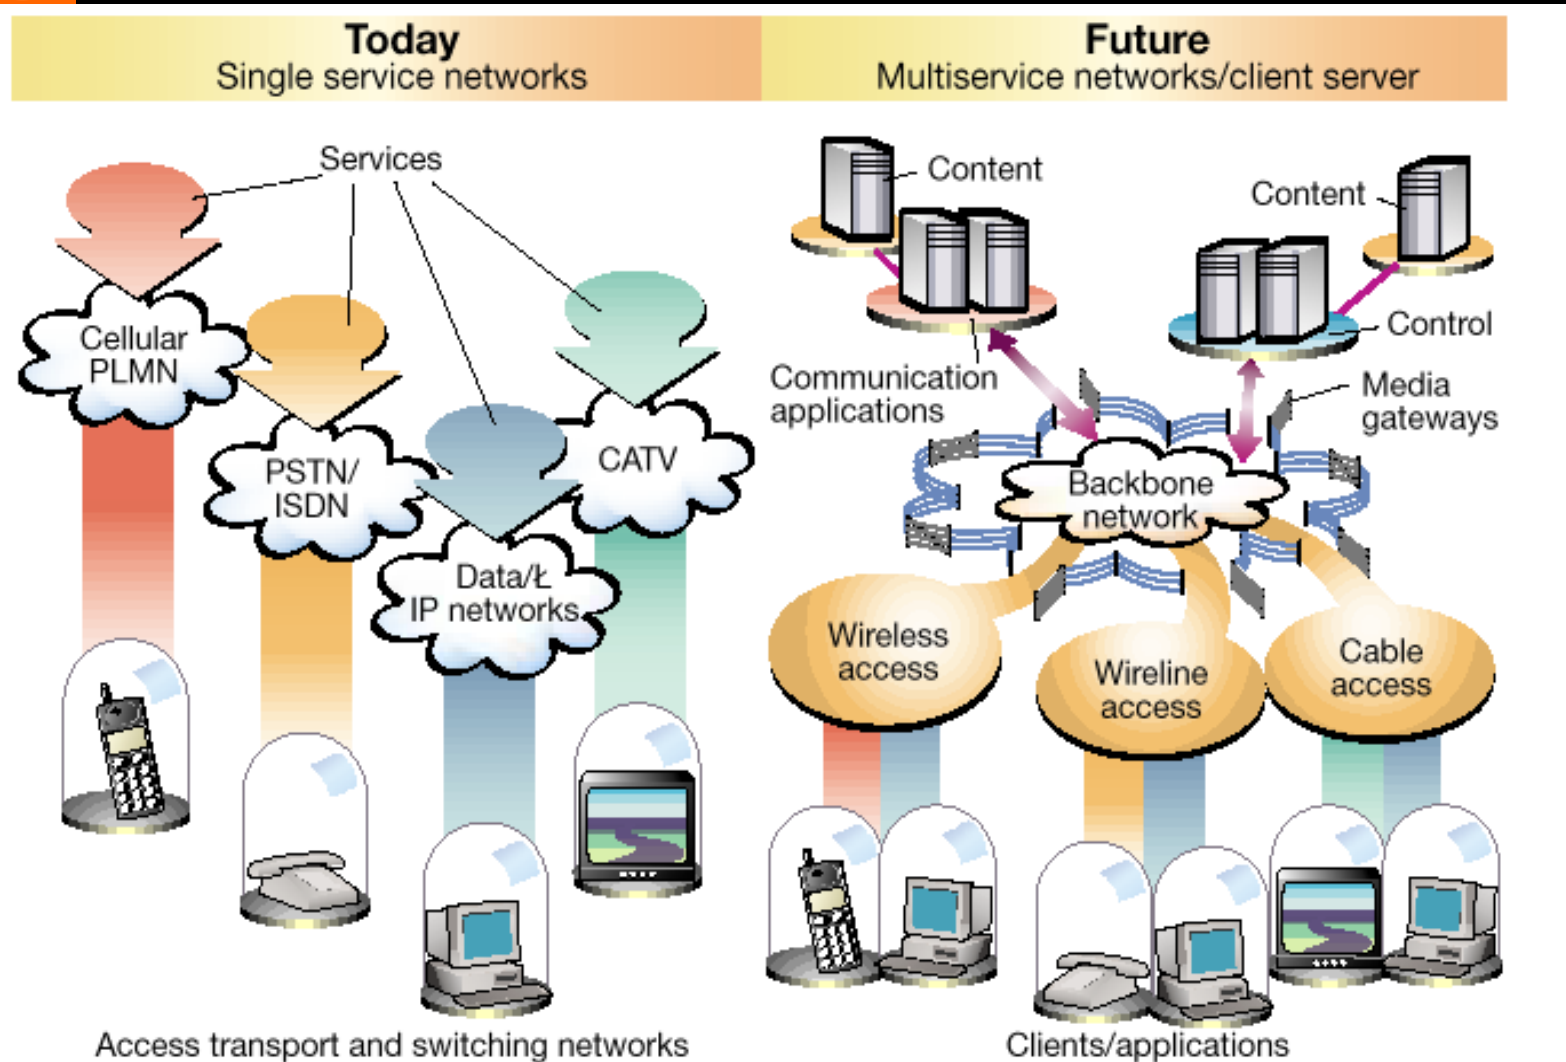 Today
Single service networks
Future
Multiservice networks/client server
Services
Cellular
PLMN
PSTN/
ISDN
Data/Ł
IP networks
CATV
Access transport and switching networks
Content
Content
Control
Communication
applications
Media
gateways
Backbone
network
Wireless
access
Wireline
access
Cable
access
Clients/applications